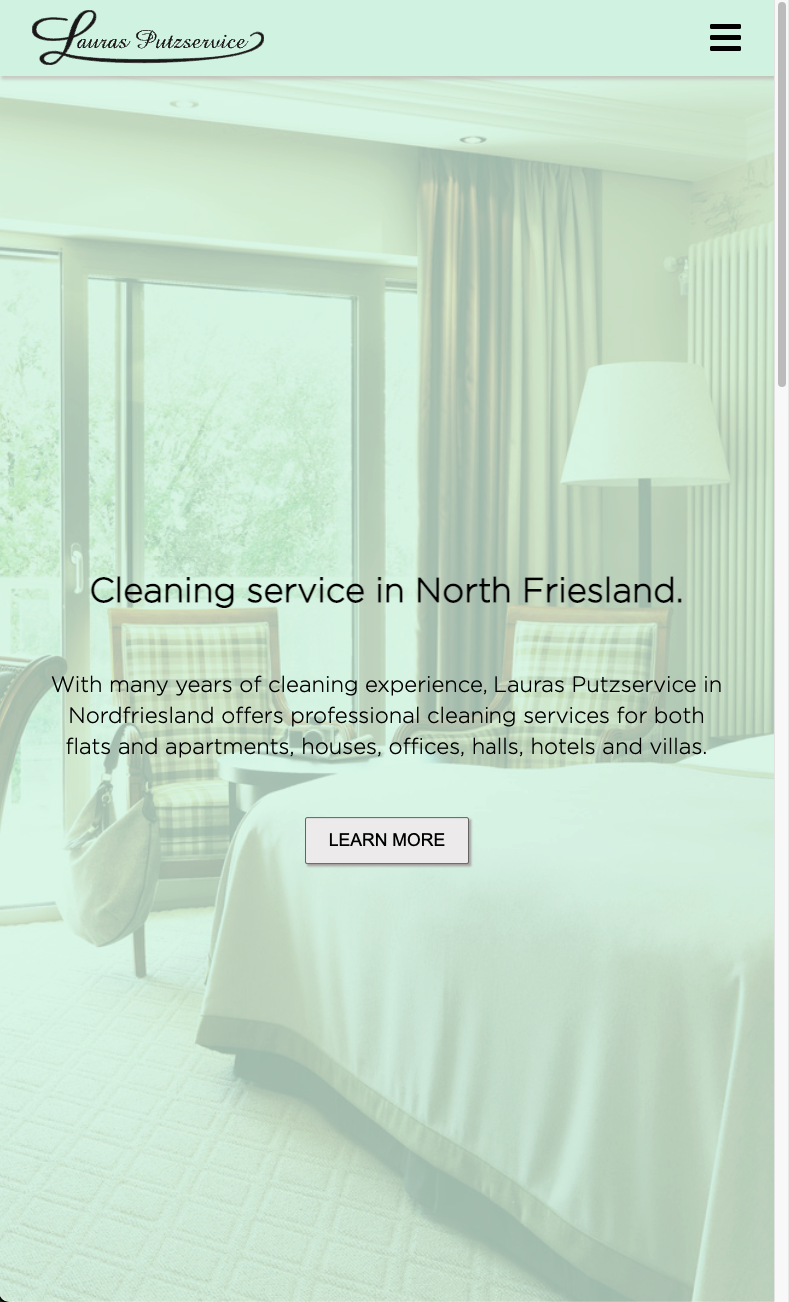 Lauras Putzservice
Cleaning service in North Friesland.
With many years of cleaning experience, Lauras Putzservice in
Nordfriesland offers professional cleaning services for both
flats and apartments, houses, offices, halls, hotels and villas.
LEARN MORE